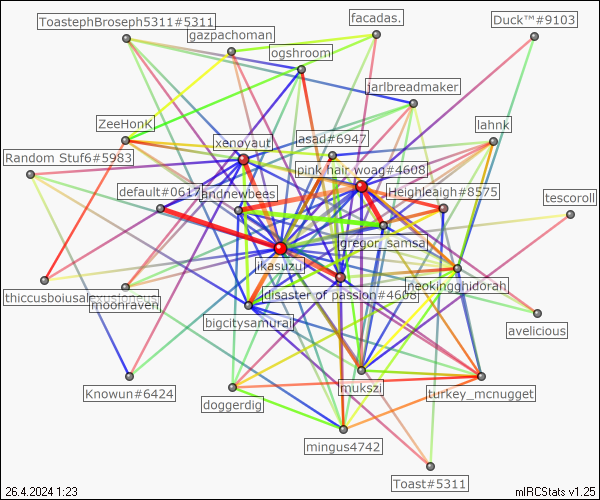 ToastephBroseph5311#5311
facadas.
Duck™#9103
gazpachoman
ogshroom
jarlbreadmaker
ZeeHonK
lahnk
xenoyaut
asad#6947
Random Stuf6#5983
pink hair woag#4608
default#0617
andnewbees
Heighleaigh#8575
tescoroll
gregor_samsa
ikasuzui
neokingghidorah
disaster of passion#4608
thiccusboiusalexusioneus
moonraven
bigcitysamurai
avelicious
Knowun#6424
mukszi
turkey_mcnugget
doggerdig
mingus4742
Toast#5311
26.4.2024 1:23
mIRCStats v1.25